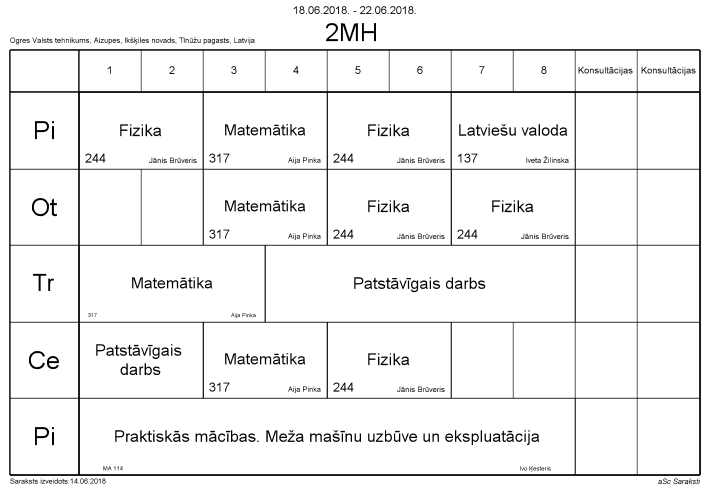 18.06.2018. - 22.06.2018.
2MH
Ogres Valsts tehnikums, Aizupes, Ikšķiles novads, Tīnūžu pagasts, Latvija
1 2 3 4 5 6 7 8 Konsultācijas Konsultācijas
Pi
Fizika Matemātika Fizika Latviešu valoda
244 Jānis Brūveris 317 Aija Pinka 244 Jānis Brūveris 137 Iveta Žilinska
Ot
Matemātika Fizika Fizika
317 Aija Pinka 244 Jānis Brūveris 244 Jānis Brūveris
Tr
Matemātika Patstāvīgais darbs
317 Aija Pinka
Ce
Patstāvīgais
darbs
Matemātika Fizika
317 Aija Pinka 244 Jānis Brūveris
Pi
Praktiskās mācības. Meža mašīnu uzbūve un ekspluatācija
MA 114 Ivo Ķesteris
Saraksts izveidots:14.06.2018 aSc Saraksti